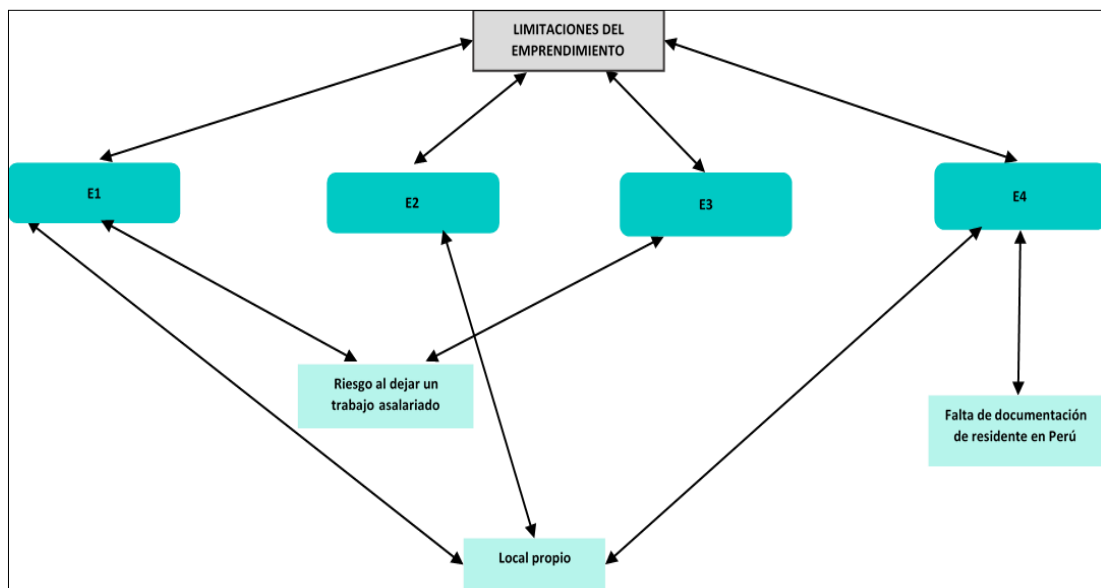 LIMITACIONES DEL
EMPRENDIMIENTO
E1
E2
E3
E4
Riesgo al dejar un
trabajo asalariado
Falta de documentación
de residente en Perú
Local propio